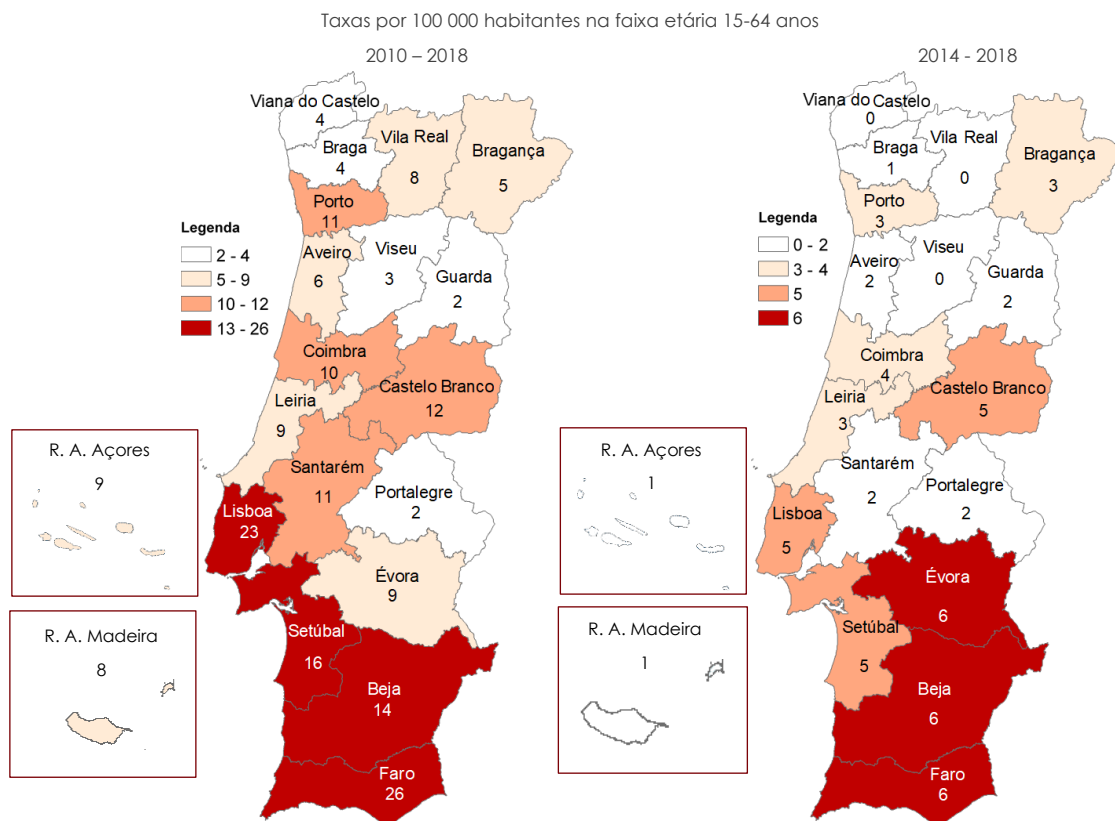 Taxas por 100 000 habitantes na faixa etária 15-64 anos
2010 – 2018
Viana do Castelo
4
Braga
4
Vila Real
8
Bragança
5
Porto
11
Legenda
2 - 4
5 - 9
10 - 12
13 - 26
Aveiro
6
Viseu
3
Guarda
2
Coimbra
10
Castelo Branco
12
Leiria
9
Santarém
11
Portalegre
2
Lisboa
23
Évora
9
Setúbal
16
Beja
14
Faro
26
R. A. Açores
9
R. A. Madeira
8
2014 - 2018
Viana do Castelo
0
Braga
1
Vila Real
0
Bragança
3
Porto
3
Legenda
0 - 2
3 - 4
5
6
Aveiro
2
Viseu
0
Guarda
2
Coimbra
4
Castelo Branco
5
Leiria
3
Santarém
2
Portalegre
2
Lisboa
5
Évora
6
Setúbal
5
Beja
6
Faro
6
R. A. Açores
1
R. A. Madeira
1